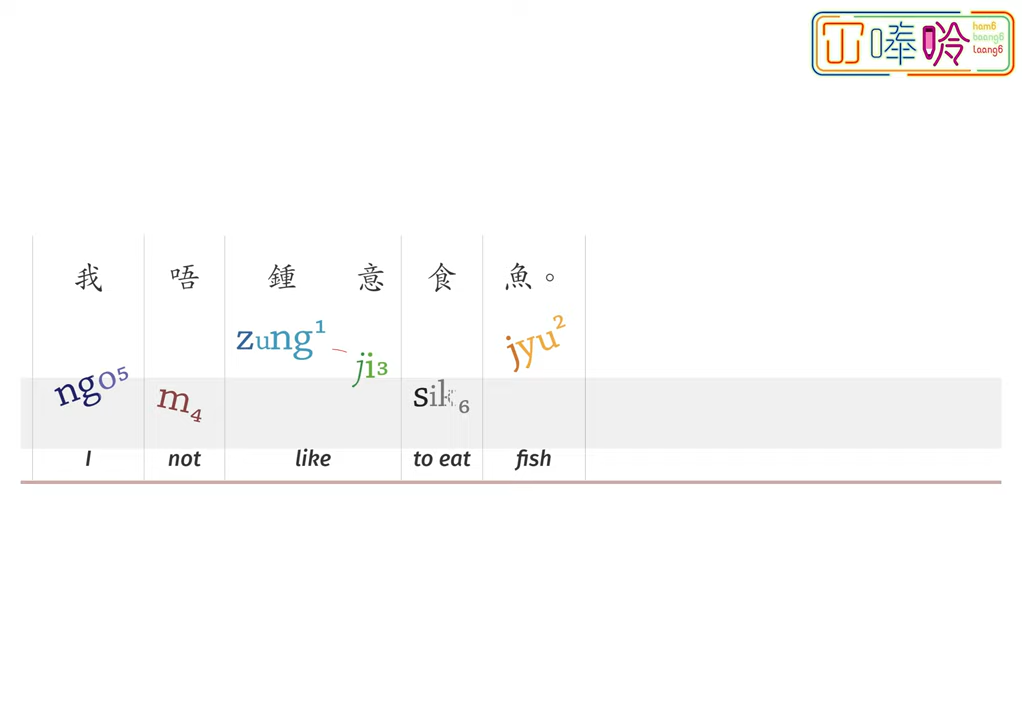 冚唪唥
ham6
baang6
laang6
我 唔 鍾 意 食 魚。
ngo5 m4 zung1 ji3 sik6 jyu2
I not like to eat fish